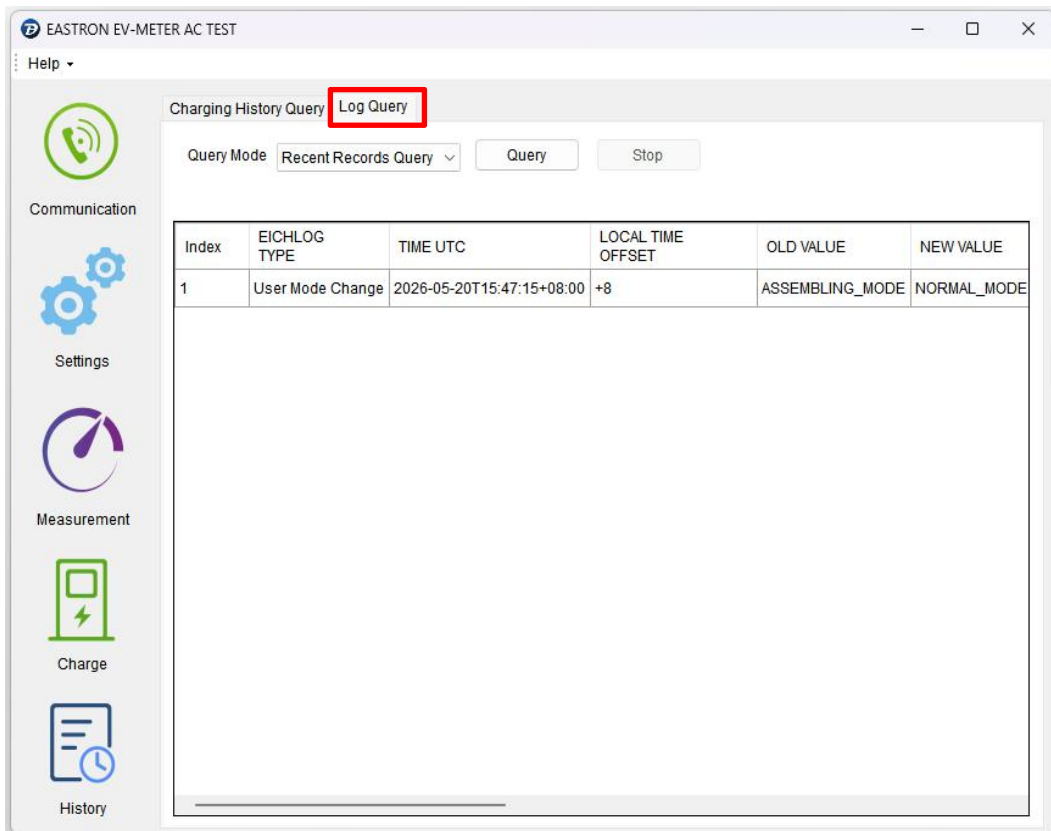 EASTRON EV-METER AC TEST
Help
Charging History Query Log Query
Query Mode Recent Records Query Query Stop
Communication
Index EICHLOG TYPE TIME UTC LOCAL TIME OFFSET OLD VALUE NEW VALUE
1 User Mode Change 2026-05-20T15:47:15+08:00 +8 ASSEMBLING_MODE NORMAL_MODE
Settings
Measurement
Charge
History